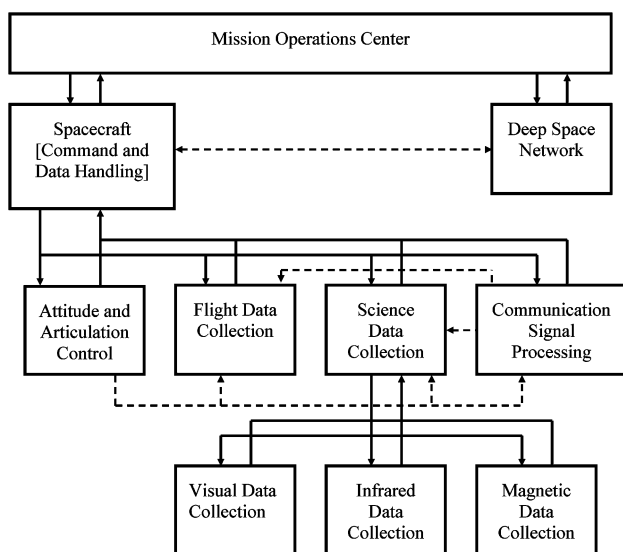 Mission Operations Center
Spacecraft
[Command and
Data Handling]
Deep Space
Network
Attitude and
Articulation
Control
Flight Data
Collection
Science
Data
Collection
Communication
Signal
Processing
Visual Data
Collection
Infrared
Data
Collection
Magnetic
Data
Collection